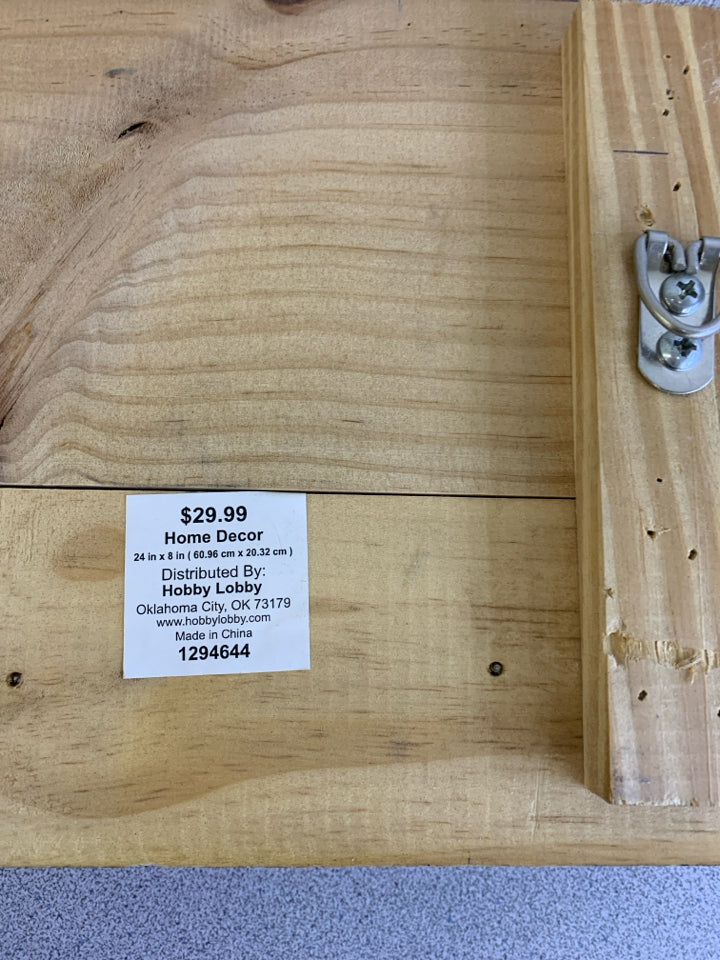 $29.99
Home Decor
24 in x 8 in ( 60.96 cm x 20.32 cm )
Distributed By:
Hobby Lobby
Oklahoma City, OK 73179
www.hobbylobby.com
Made in China
1294644